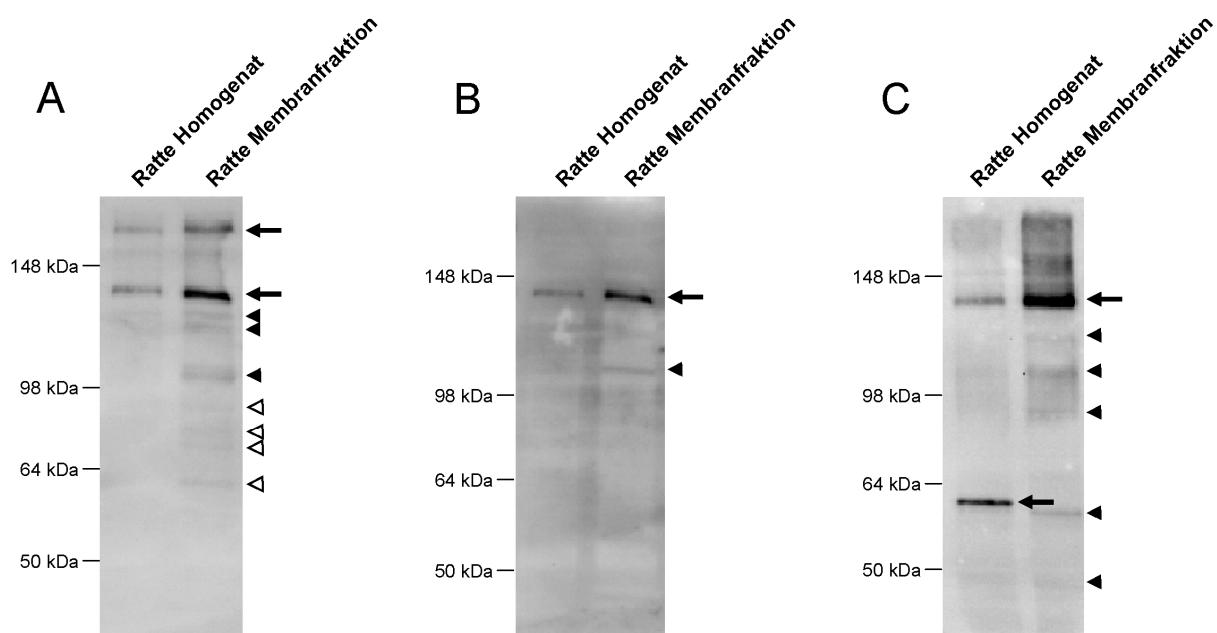 A
Ratte Homogenat
Ratte Membranfraktion
148 kDa
98 kDa
64 kDa
50 kDa
B
Ratte Homogenat
Ratte Membranfraktion
148 kDa
98 kDa
64 kDa
50 kDa
C
Ratte Homogenat
Ratte Membranfraktion
148 kDa
98 kDa
64 kDa
50 kDa